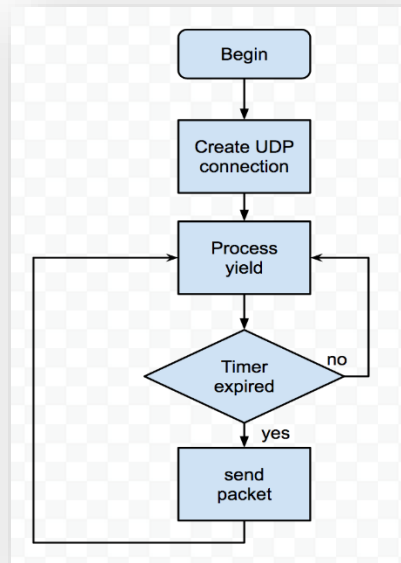 Begin
Create UDP
connection
Process
yield
Timer
expired
no
yes
send
packet